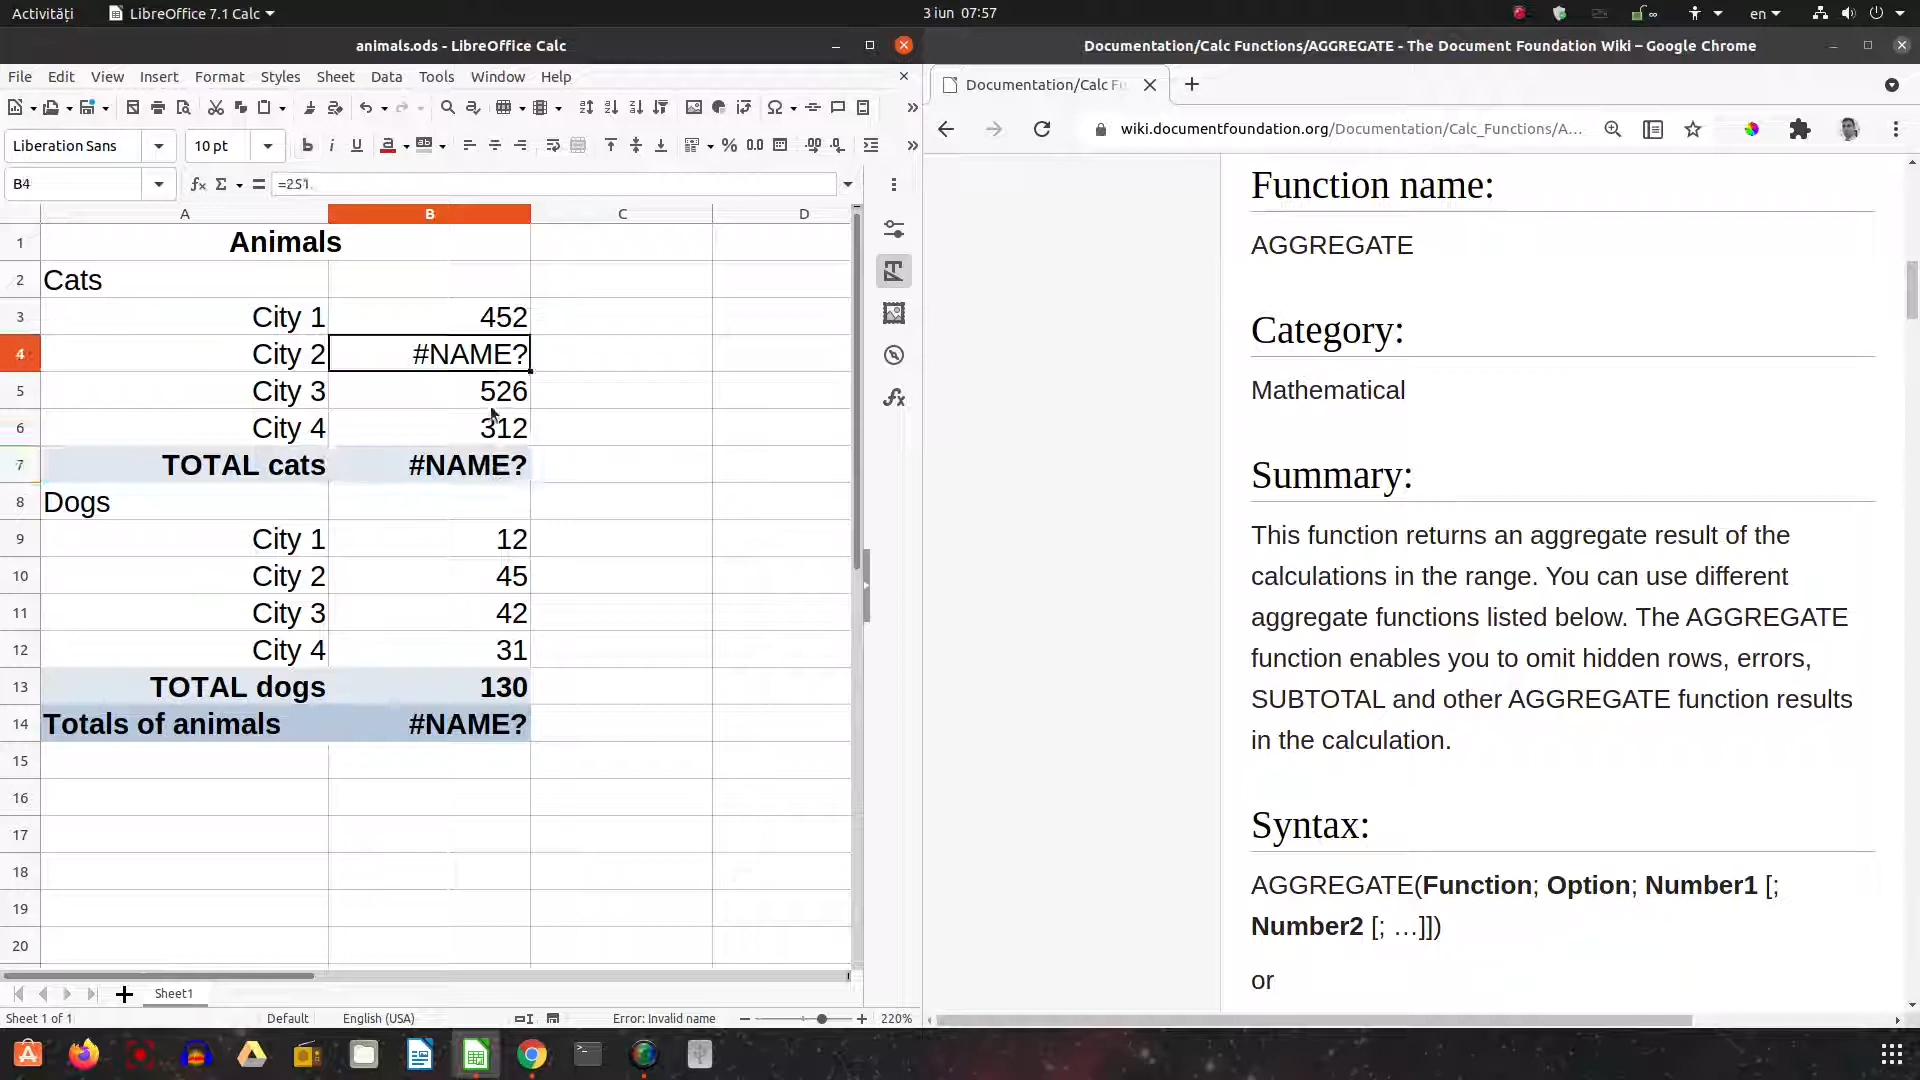 Activități
LibreOffice 7.1 Calc
3 iun 07:57
en
animals.ods - LibreOffice Calc
File Edit View Insert Format Styles Sheet Data Tools Window Help
Liberation Sans
10 pt
B4
A B C D
1 Animals
2 Cats
3 City 1 452
4 City 2 #NAME?
5 City 3 526
6 City 4 312
7 TOTAL cats #NAME?
8 Dogs
9 City 1 12
10 City 2 45
11 City 3 42
12 City 4 31
13 TOTAL dogs 130
14 Totals of animals #NAME?
15
16
17
18
19
20
Sheet1
Sheet 1 of 1
Default
English (USA)
Error: Invalid name
220%
Documentation/Calc Functions/AGGREGATE - The Document Foundation Wiki – Google Chrome
Documentation/Calc
wiki.documentfoundation.org/Documentation/Calc_Functions/A...
Function name:
AGGREGATE
Category:
Mathematical
Summary:
This function returns an aggregate result of the
calculations in the range. You can use different
aggregate functions listed below. The AGGREGATE
function enables you to omit hidden rows, errors,
SUBTOTAL and other AGGREGATE function results
in the calculation.
Syntax:
AGGREGATE(Function; Option; Number1 [;
Number2 [; …]])
or